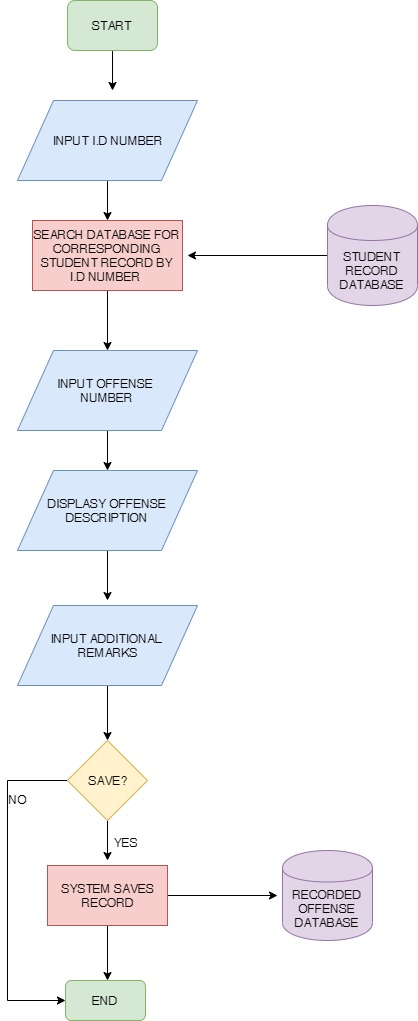 START
INPUT I.D NUMBER
SEARCH DATABASE FOR
CORRESPONDING
STUDENT RECORD BY
I.D NUMBER
STUDENT
RECORD
DATABASE
INPUT OFFENSE
NUMBER
DISPLASY OFFENSE
DESCRIPTION
INPUT ADDITIONAL
REMARKS
SAVE?
NO
YES
SYSTEM SAVES
RECORD
RECORDED
OFFENSE
DATABASE
END